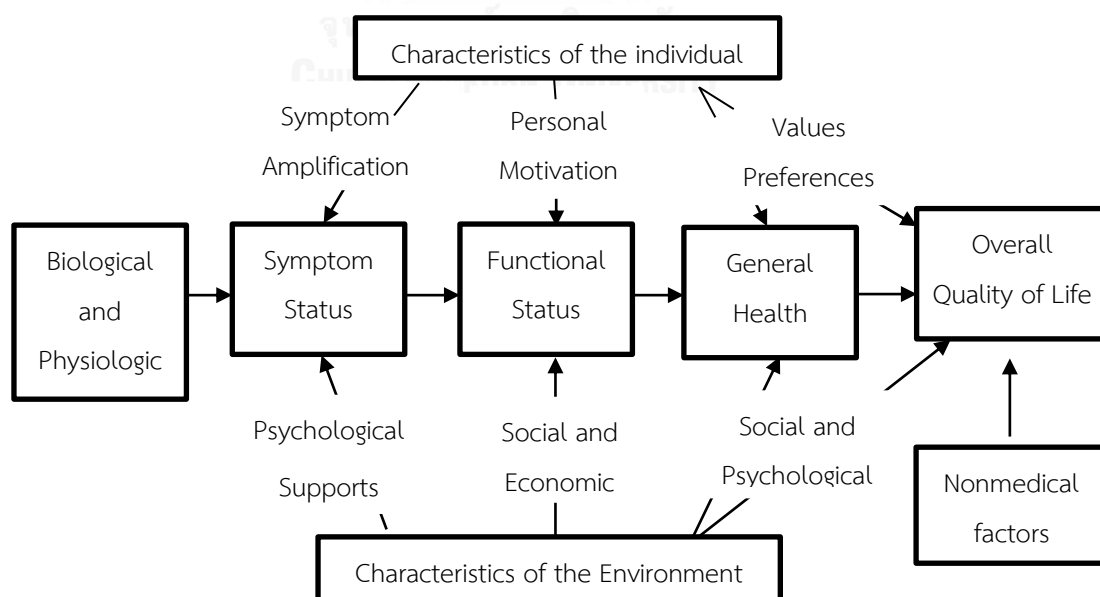 Characteristics of the individual
Symptom
Amplification
Personal
Motivation
Values
Preferences
Biological
and
Physiologic
Symptom
Status
Functional
Status
General
Health
Overall
Quality of Life
Psychological
Supports
Social and
Economic
Social and
Psychological
Nonmedical
factors
Characteristics of the Environment